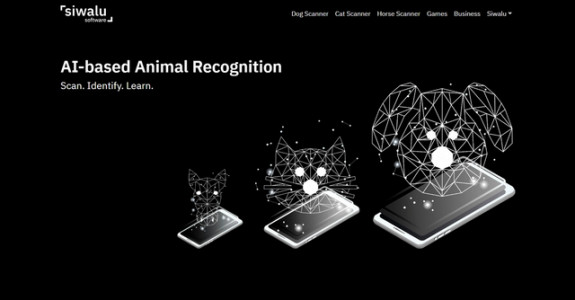 siwalu
software
Dog Scanner Cat Scanner Horse Scanner Games Business Siwalu
AI-based Animal Recognition
Scan. Identify. Learn.